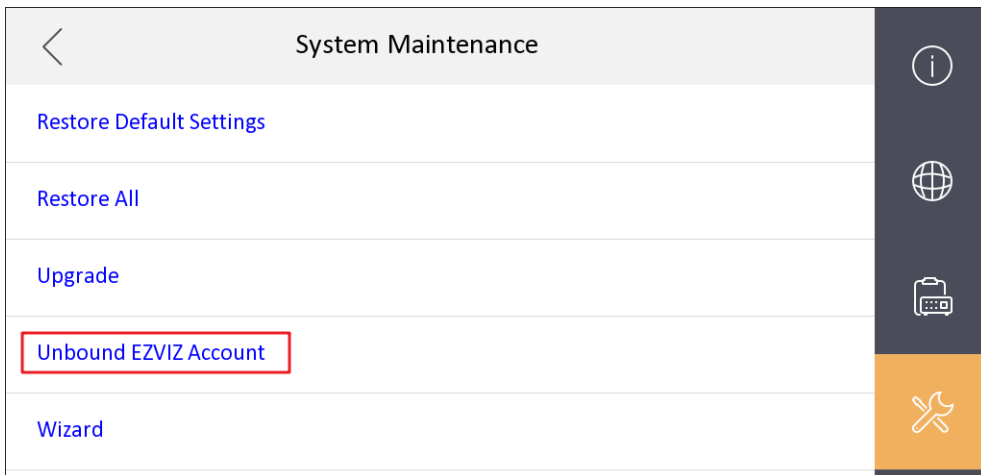 System Maintenance
Restore Default Settings
Restore All
Upgrade
Unbound EZVIZ Account
Wizard